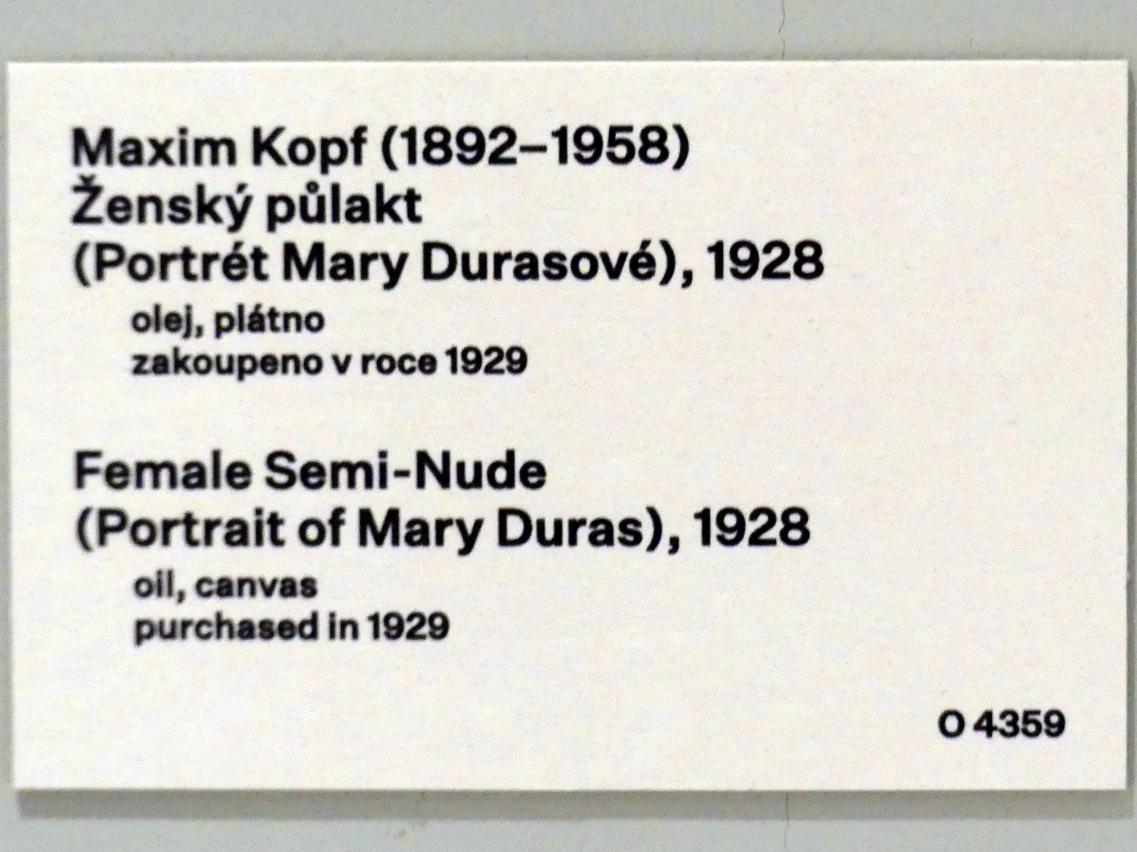 Maxim Kopf (1892–1958)
Ženský půlakt
(Portrét Mary Durasové), 1928
olej, plátno
zakoupeno v roce 1929
Female Semi-Nude
(Portrait of Mary Duras), 1928
oil, canvas
purchased in 1929
O 4359